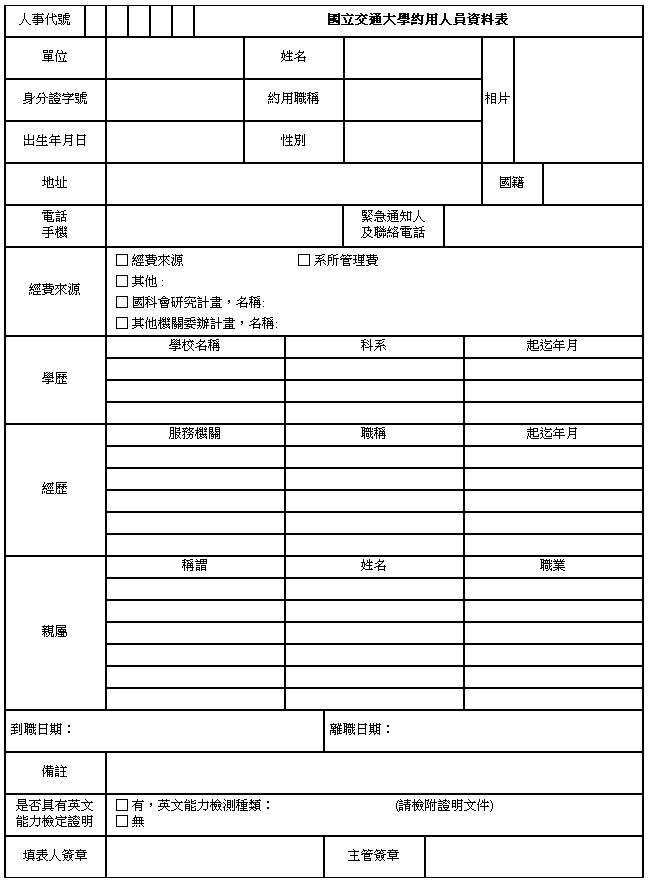 人事代號
國立交通大學約用人員資料表
單位
姓名
身分證字號
約用職稱
相片
出生年月日
性別
地址
國籍
電話
手機
緊急通知人
及聯絡電話
經費來源
□ 經費來源 □ 系所管理費
□ 其他:
□ 國科會研究計畫，名稱:
□ 其他機關委辦計畫，名稱:
學歷
學校名稱 科系 起迄年月
經歷
服務機關 職稱 起迄年月
親屬
稱謂 姓名 職業
到職日期： 離職日期：
備註
是否具有英文
能力檢定證明
□ 有，英文能力檢測種類： (請檢附證明文件)
□ 無
填表人簽章 主管簽章